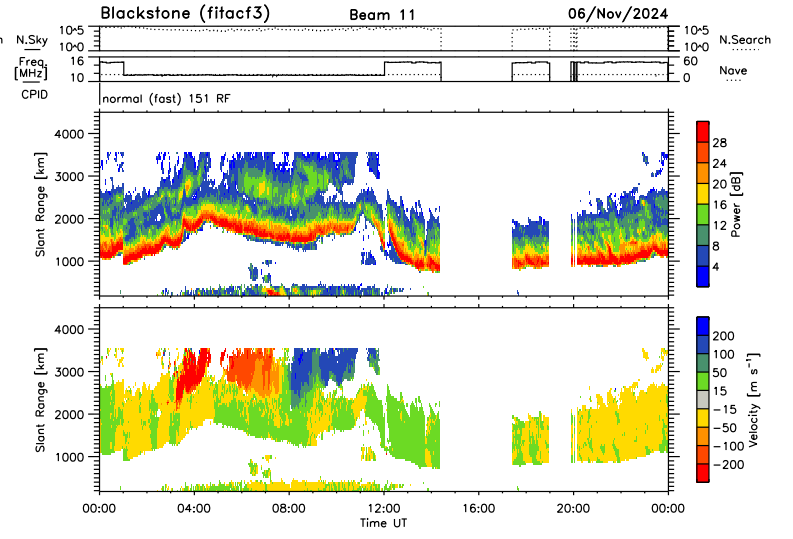 Blackstone (fitacf3) Beam 11 06/Nov/2024
n N.Sky 10^5 10^0 10^5 10^0 N.Search
Freq. [MHz] 16 10 60 0 Nave
CPID normal (fast) 151 RF
Slant Range [km] 4000 3000 2000 1000
28 24 20 16 12 8 4 Power [dB]
Slant Range [km] 4000 3000 2000 1000
200 100 50 15 −15 −50 −100 −200 Velocity [m s⁻¹]
00:00 04:00 08:00 12:00 16:00 20:00 00:00
Time UT